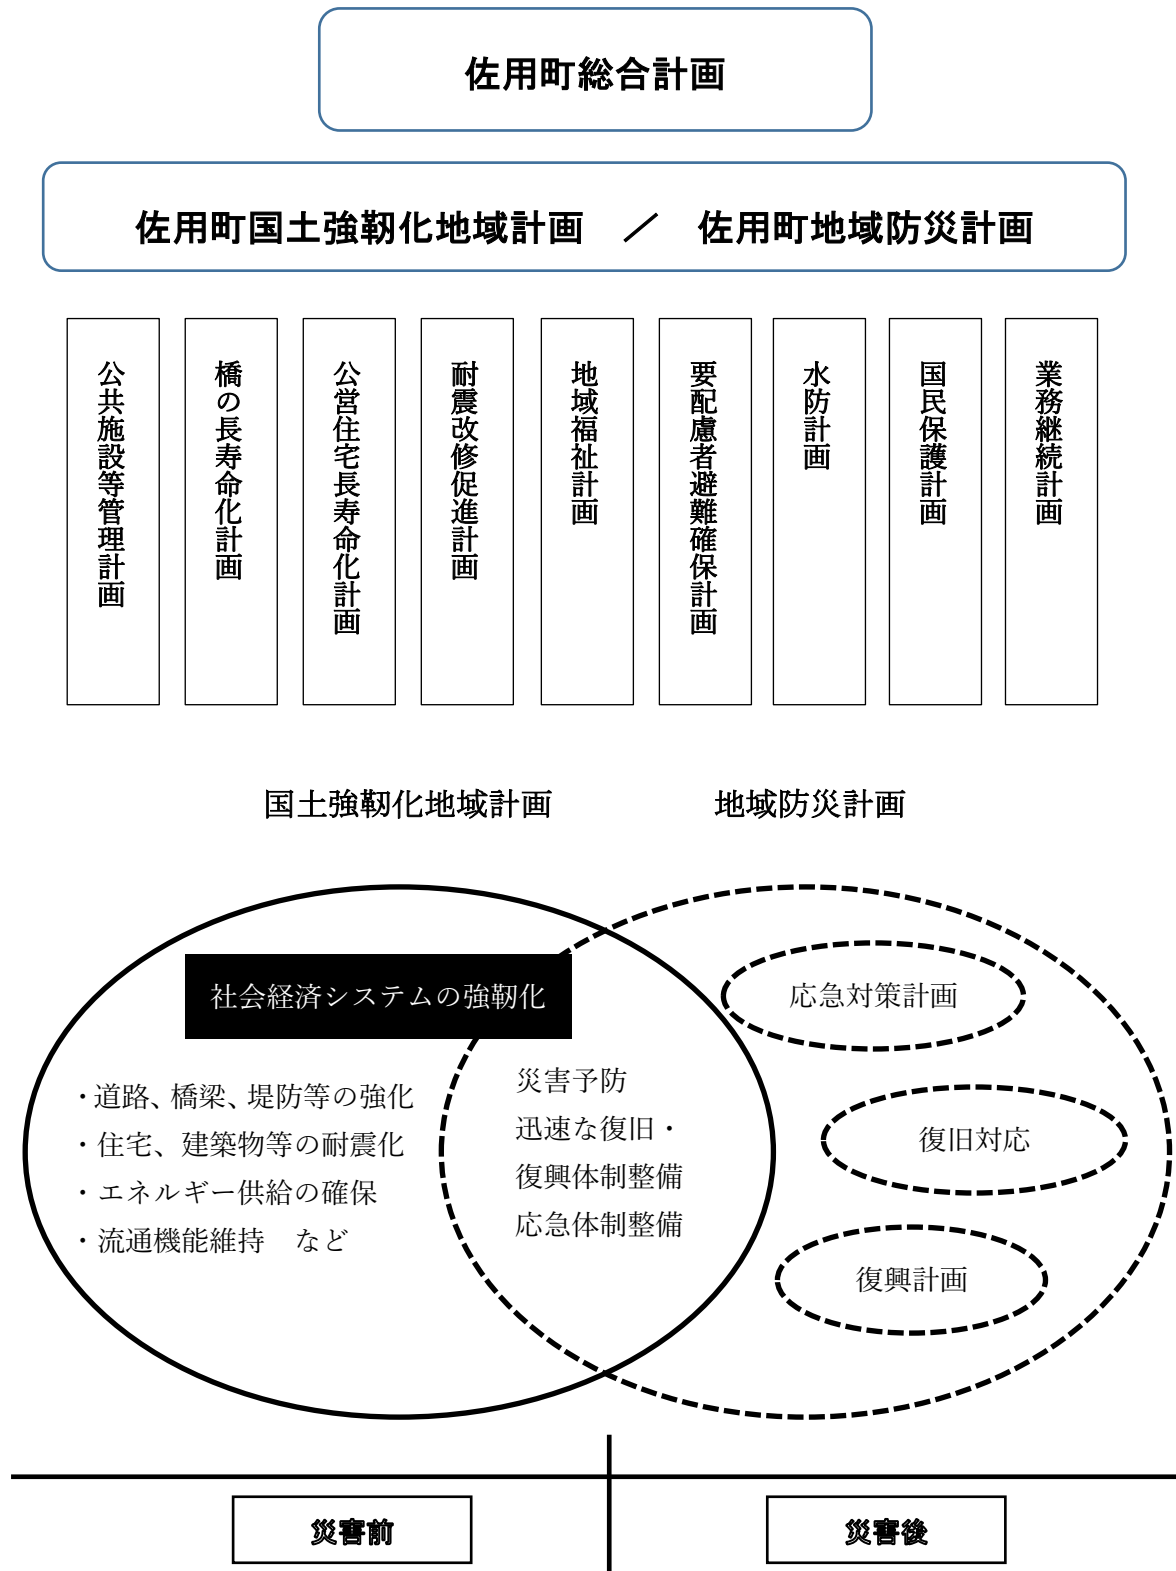 佐用町総合計画
佐用町国土強靭化地域計画　／　佐用町地域防災計画
公共施設等管理計画
橋の長寿命化計画
公営住宅長寿命化計画
耐震改修促進計画
地域福祉計画
要配慮者避難確保計画
水防計画
国民保護計画
業務継続計画
国土強靭化地域計画
地域防災計画
社会経済システムの強靭化
・道路、橋梁、堤防等の強化
・住宅、建築物等の耐震化
・エネルギー供給の確保
・流通機能維持　など
災害予防
迅速な復旧・
復興体制整備
応急体制整備
応急対策計画
復旧対応
復興計画
災害前
災害後